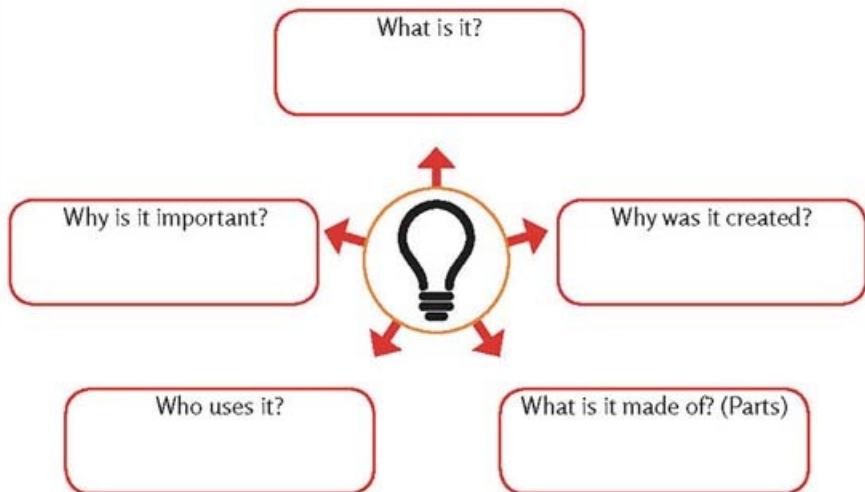 What is it?
Why is it important?
Why was it created?
Who uses it?
What is it made of? (Parts)